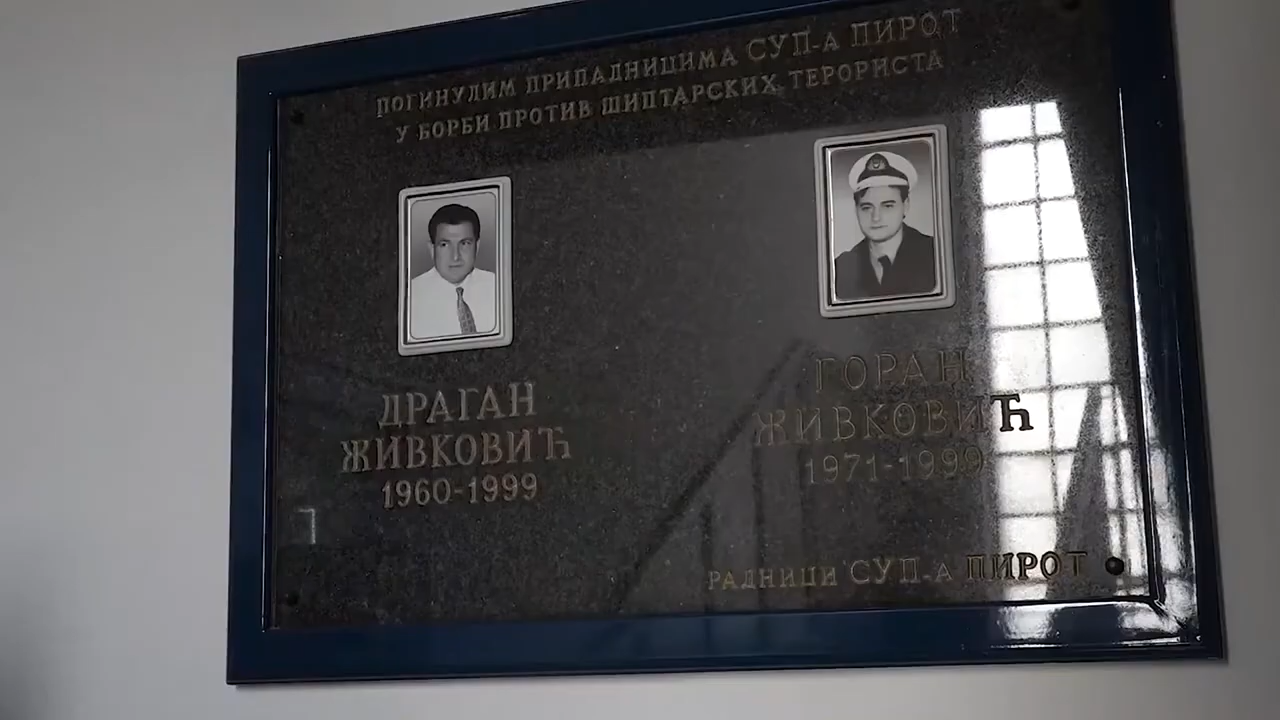 ПОГИНУЛИМ ПРИПАДНИЦИМА СУП-а ПИРОТ
У БОРБИ ПРОТИВ ШИПТАРСКИХ ТЕРОРИСТА
ДРАГАН
ЖИВКОВИЋ
1960-1999
ГОРАН
ЖИВКОВИЋ
1971-1999
РАДНИЦИ СУП-а ПИРОТ